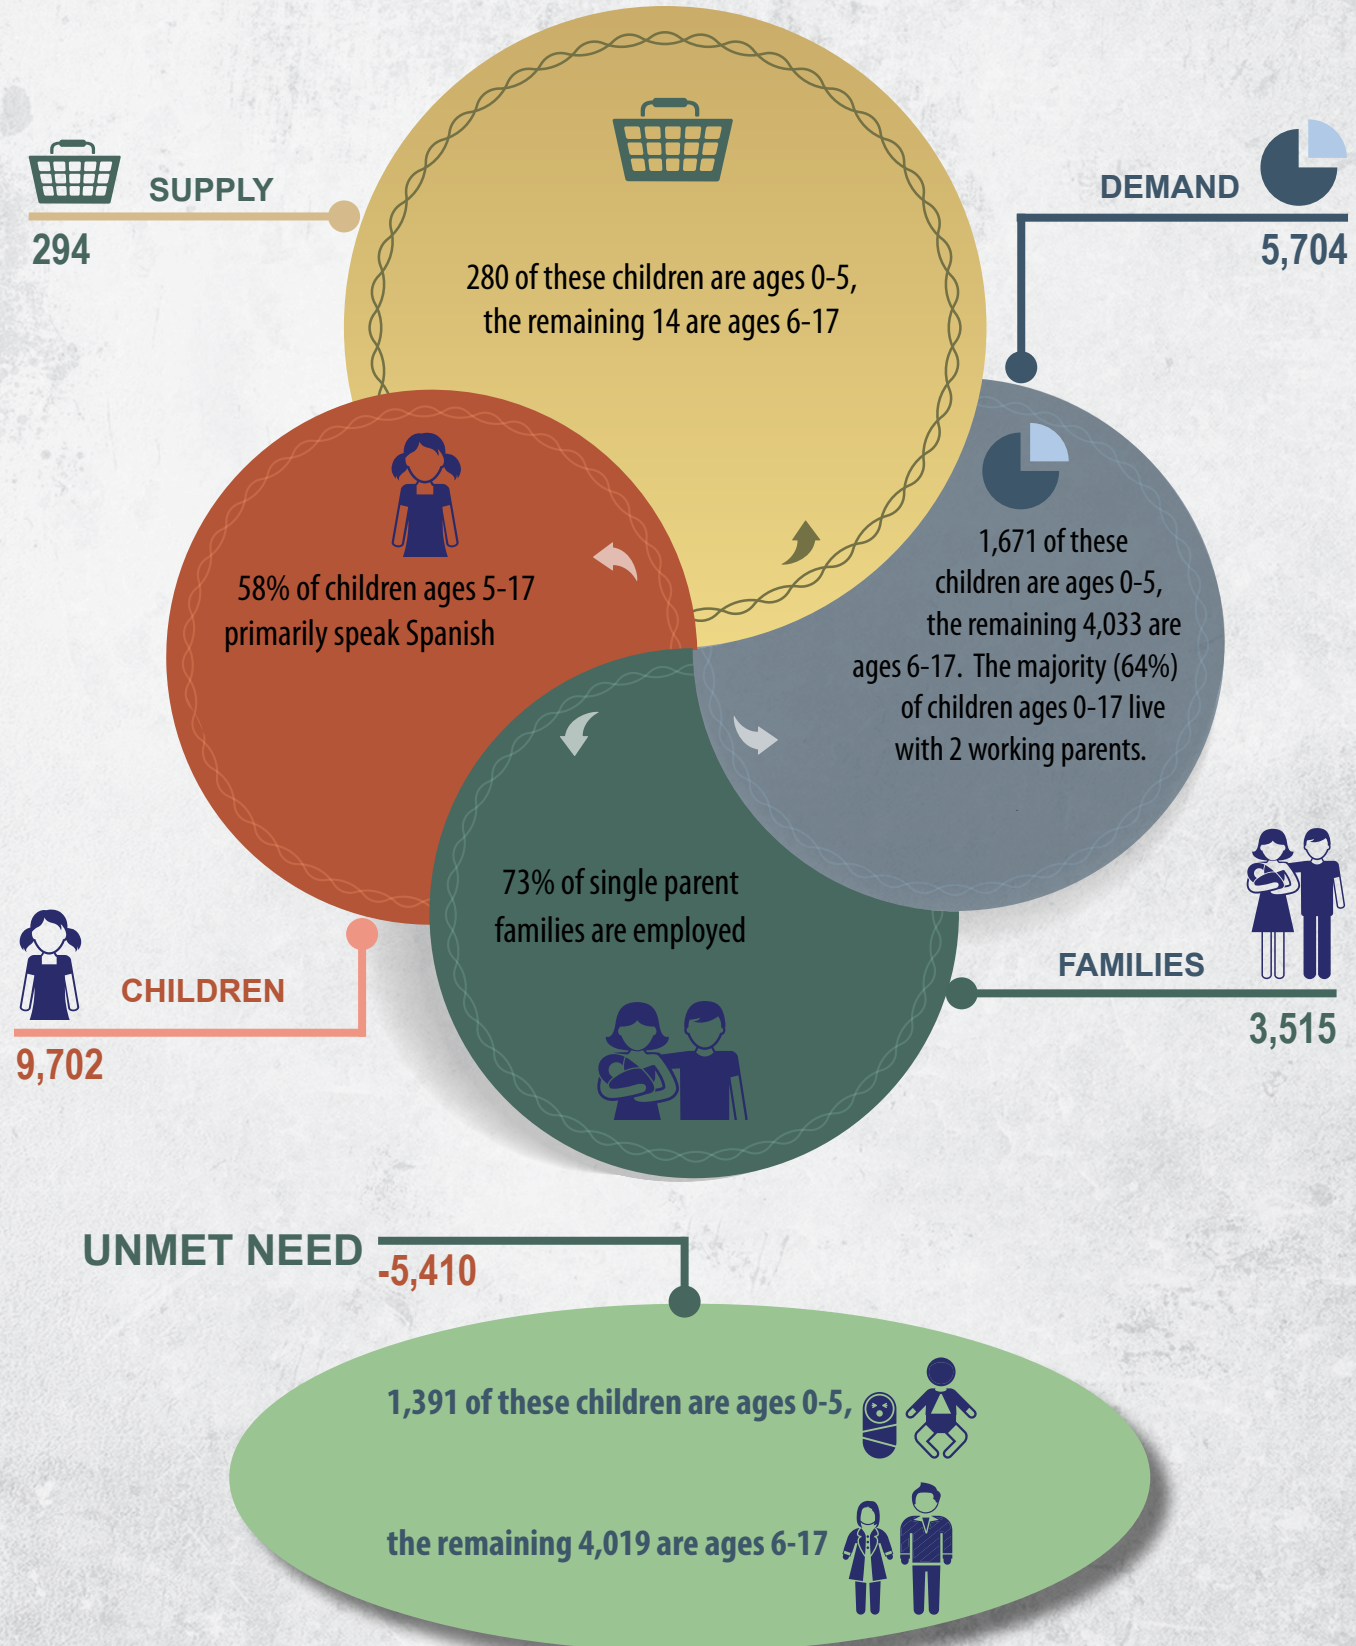 SUPPLY
294
DEMAND
5,704
280 of these children are ages 0-5,
the remaining 14 are ages 6-17
1,671 of these
children are ages 0-5,
the remaining 4,033 are
ages 6-17. The majority (64%)
of children ages 0-17 live
with 2 working parents.
58% of children ages 5-17
primarily speak Spanish
73% of single parent
families are employed
CHILDREN
9,702
FAMILIES
3,515
UNMET NEED
-5,410
1,391 of these children are ages 0-5,
the remaining 4,019 are ages 6-17